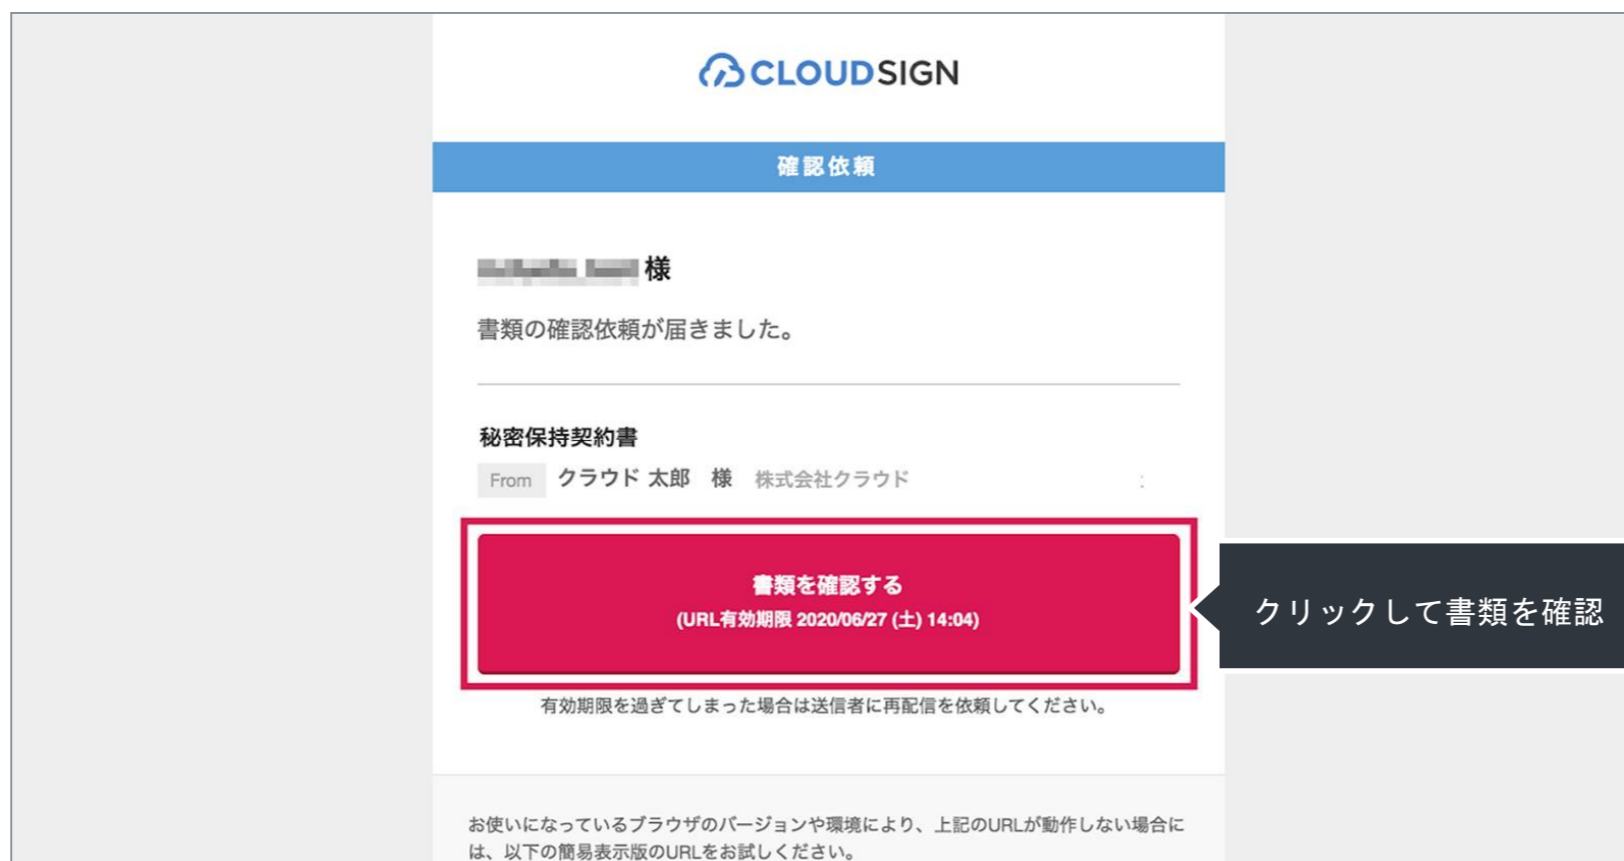 CLOUDSIGN
確認依頼
様
書類の確認依頼が届きました。
秘密保持契約書
From クラウド 太郎 様 株式会社クラウド :
書類を確認する
(URL有効期限 2020/06/27 (土) 14:04)
クリックして書類を確認
有効期限を過ぎてしまった場合は送信者に再配信を依頼してください。
お使いになっているブラウザのバージョンや環境により、上記のURLが動作しない場合に
は、以下の簡易表示版のURLをお試しください。